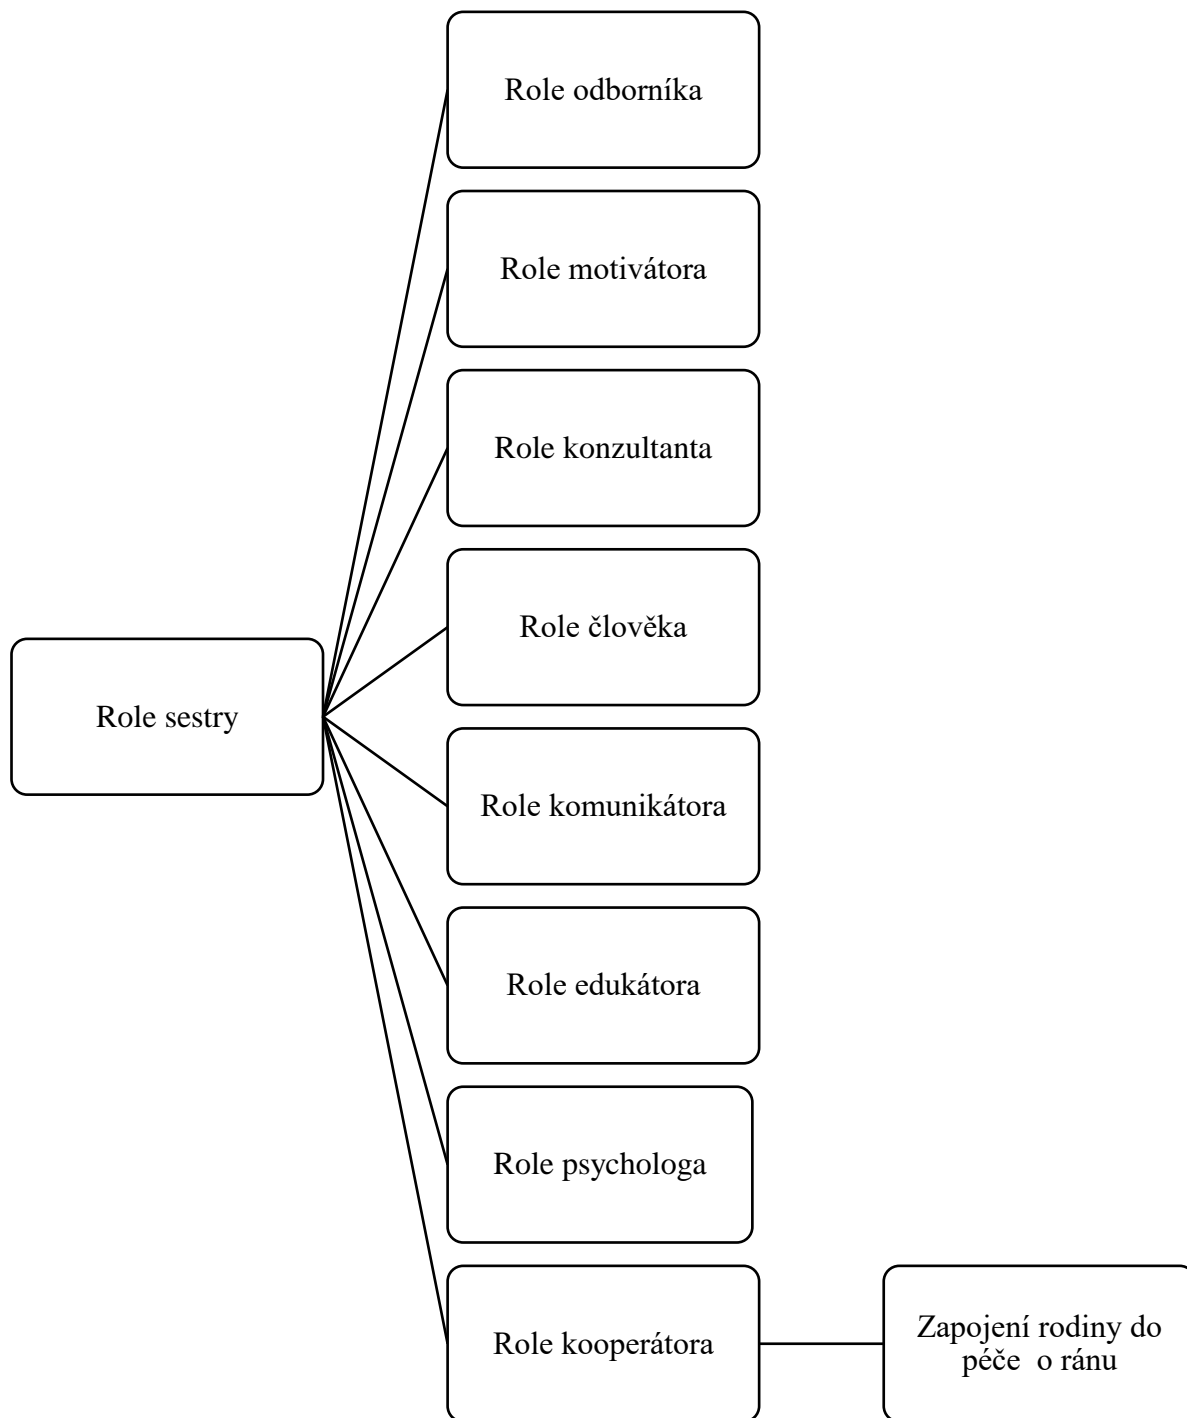 Role odborníka
Role motivátora
Role konzultanta
Role člověka
Role sestry
Role komunikátora
Role edukátora
Role psychologa
Role kooperátora
Zapojení rodiny do
péče  o ránu